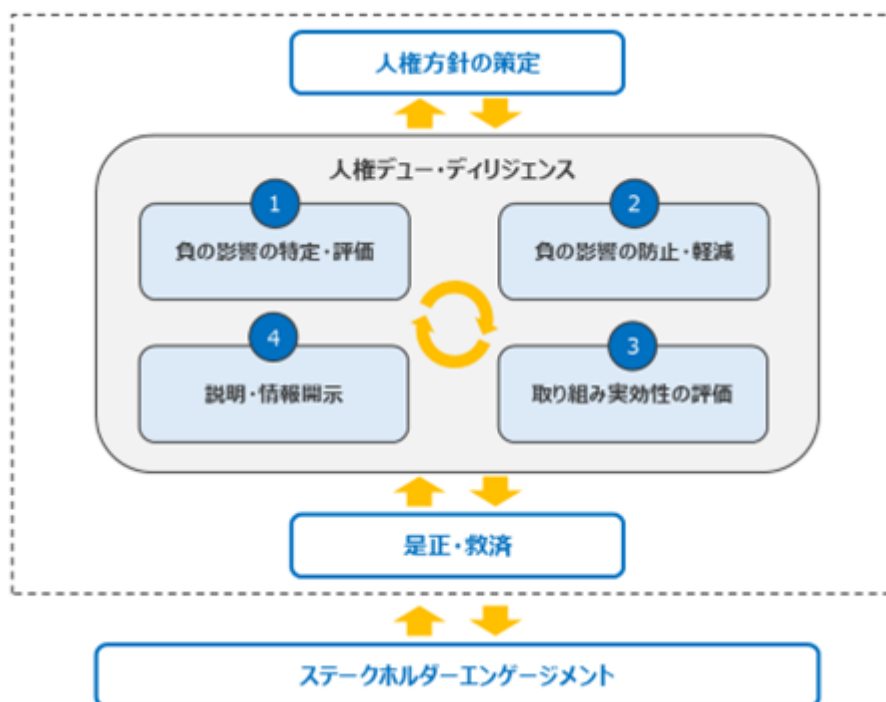 人権方針の策定
人権デュー・ディリジェンス
1
負の影響の特定・評価
2
負の影響の防止・軽減
4
説明・情報開示
3
取り組み実効性の評価
是正・救済
ステークホルダーエンゲージメント